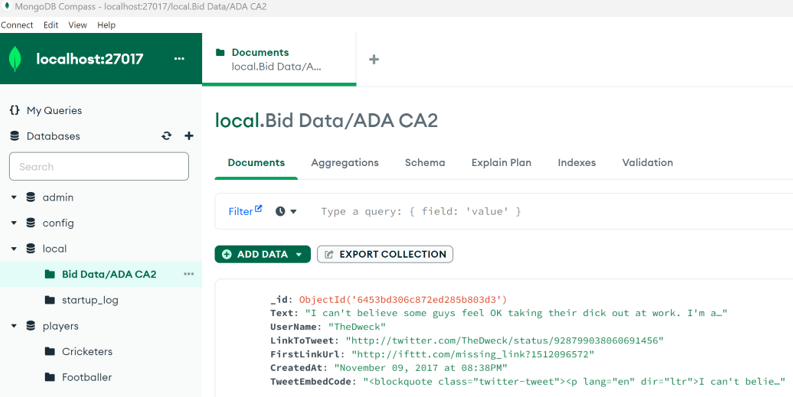 MongoDB Compass - localhost:27017/local.Bid Data/ADA CA2
Connect Edit View Help
localhost:27017 ...
Documents
local.Bid Data/A...
+
{} My Queries
Databases
Search
admin
config
local
Bid Data/ADA CA2 ...
startup_log
players
Cricketers
Footballer
local.Bid Data/ADA CA2
Documents Aggregations Schema Explain Plan Indexes Validation
Filter Type a query: { field: 'value' }
ADD DATA EXPORT COLLECTION
_id: ObjectId('6453bd306c872ed285b803d3')
Text: "I can't believe some guys feel OK taking their dick out at work. I'm a…"
UserName: "TheDweck"
LinkToTweet: "http://twitter.com/TheDweck/status/928799038060691456"
FirstLinkUrl: "http://ifttt.com/missing_link?1512096572"
CreatedAt: "November 09, 2017 at 08:38PM"
TweetEmbedCode: "<blockquote class="twitter-tweet"><p lang="en" dir="ltr">I can't belie…"